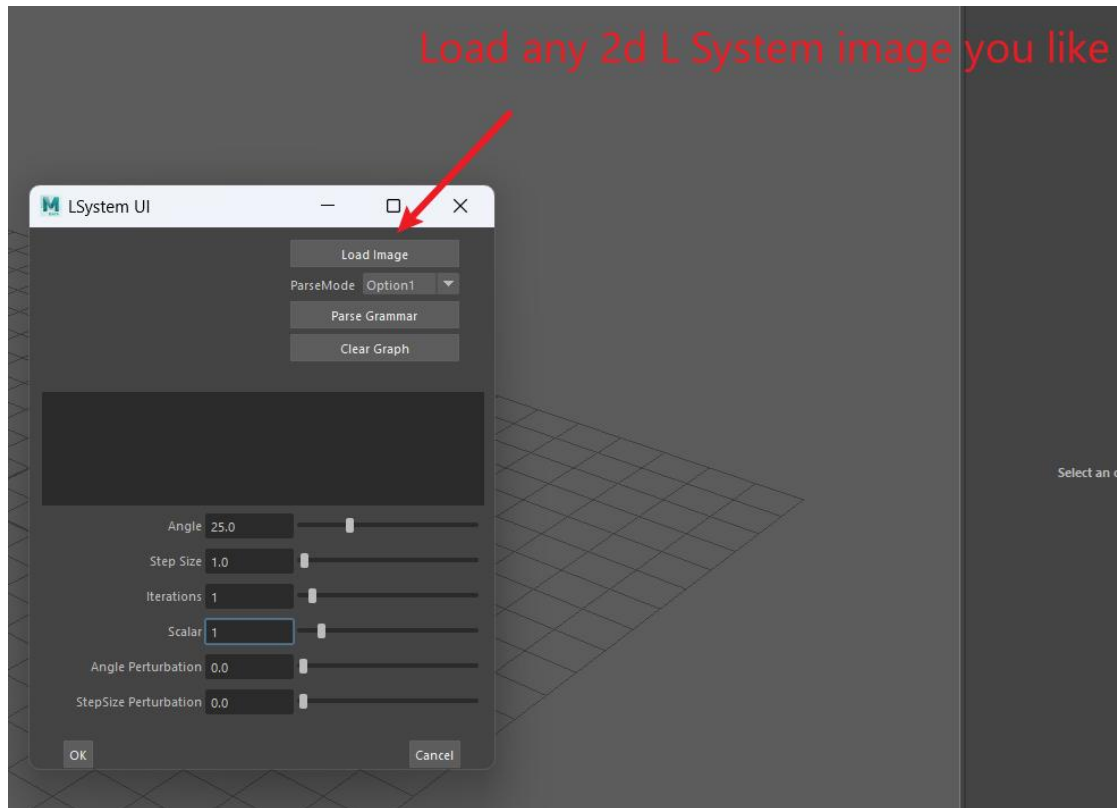 Load any 2d L System image you like
LSystem UI
Load Image
ParseMode Option1
Parse Grammar
Clear Graph
Select an
Angle 25.0
Step Size 1.0
Iterations 1
Scalar 1
Angle Perturbation 0.0
StepSize Perturbation 0.0
OK Cancel